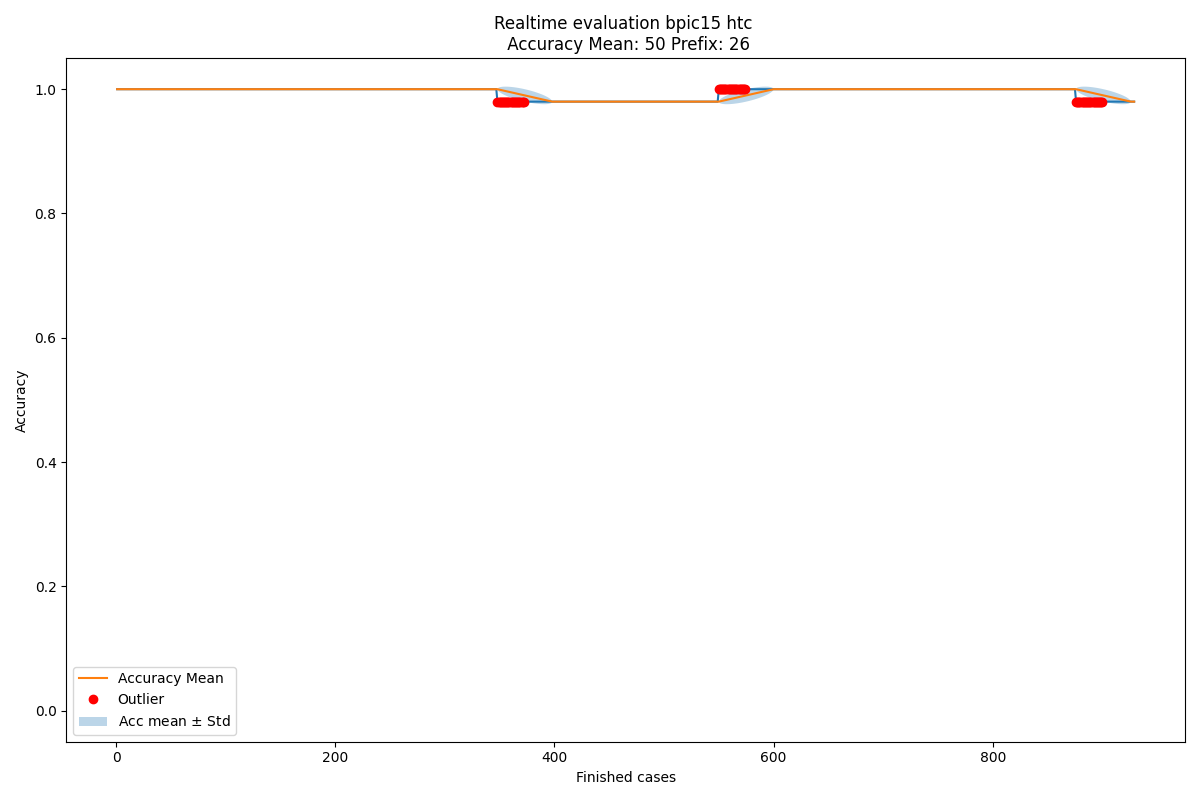 Realtime evaluation bpic15 htc
Accuracy Mean: 50 Prefix: 26
Accuracy
1.0
0.8
0.6
0.4
0.2
0.0
Accuracy Mean
Outlier
Acc mean ± Std
0 200 400 600 800
Finished cases